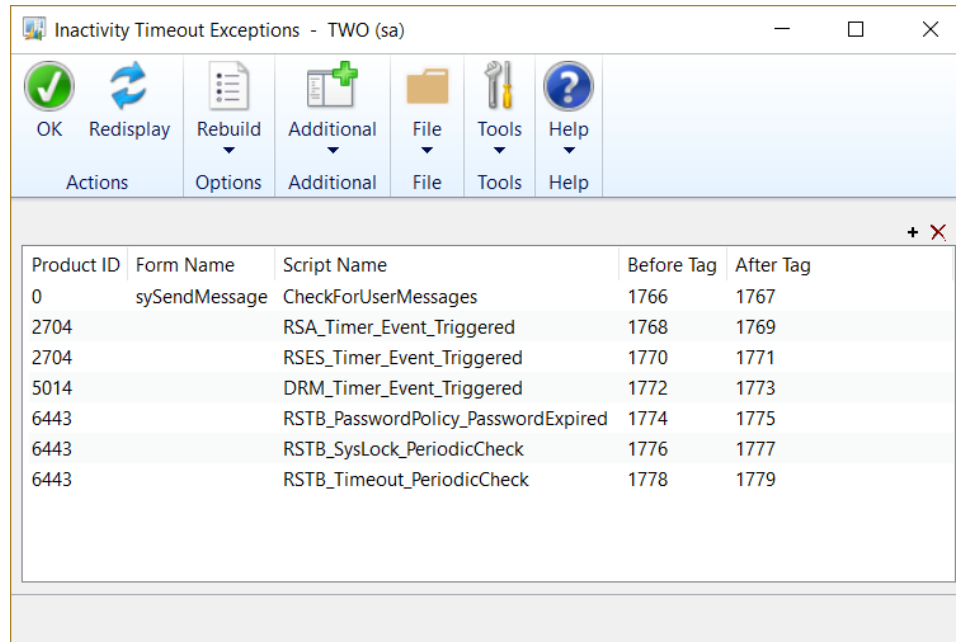 Inactivity Timeout Exceptions - TWO (sa)
OK Redisplay Rebuild Additional File Tools Help
Actions Options Additional File Tools Help
Product ID Form Name Script Name Before Tag After Tag
0 sySendMessage CheckForUserMessages 1766 1767
2704 RSA_Timer_Event_Triggered 1768 1769
2704 RSES_Timer_Event_Triggered 1770 1771
5014 DRM_Timer_Event_Triggered 1772 1773
6443 RSTB_PasswordPolicy_PasswordExpired 1774 1775
6443 RSTB_SysLock_PeriodicCheck 1776 1777
6443 RSTB_Timeout_PeriodicCheck 1778 1779